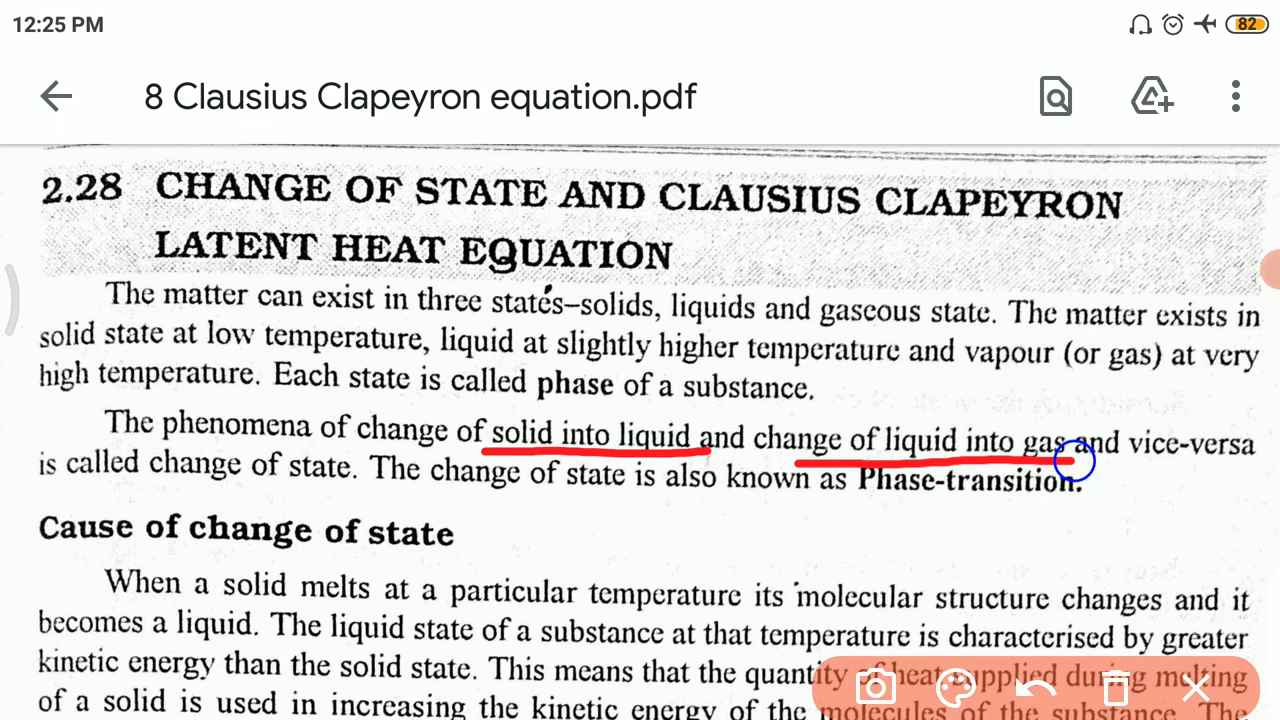 12:25 PM
82
8 Clausius Clapeyron equation.pdf
2.28 CHANGE OF STATE AND CLAUSIUS CLAPEYRON
LATENT HEAT EQUATION
The matter can exist in three states–solids, liquids and gaseous state. The matter exists in
solid state at low temperature, liquid at slightly higher temperature and vapour (or gas) at very
high temperature. Each state is called phase of a substance.
The phenomena of change of solid into liquid and change of liquid into gas and vice-versa
is called change of state. The change of state is also known as Phase-transition.
Cause of change of state
When a solid melts at a particular temperature its molecular structure changes and it
becomes a liquid. The liquid state of a substance at that temperature is characterised by greater
kinetic energy than the solid state. This means that the quantity of heat supplied during melting
of a solid is used in increasing the kinetic energy of the molecules of the substance. The